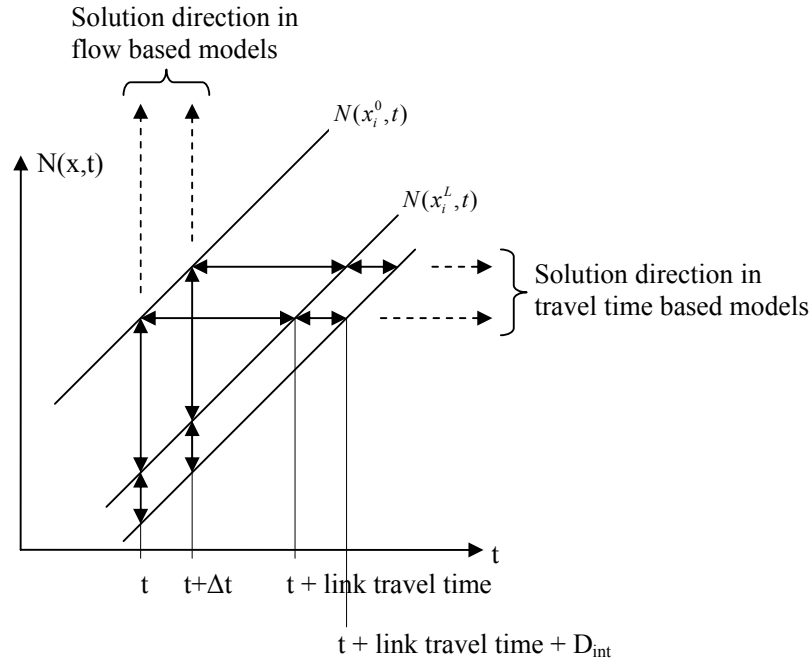 Solution direction in
flow based models
N(x_i^0,t)
N(x,t)
N(x_i^L,t)
Solution direction in
travel time based models
t
t t+Δt t + link travel time
t + link travel time + D_int